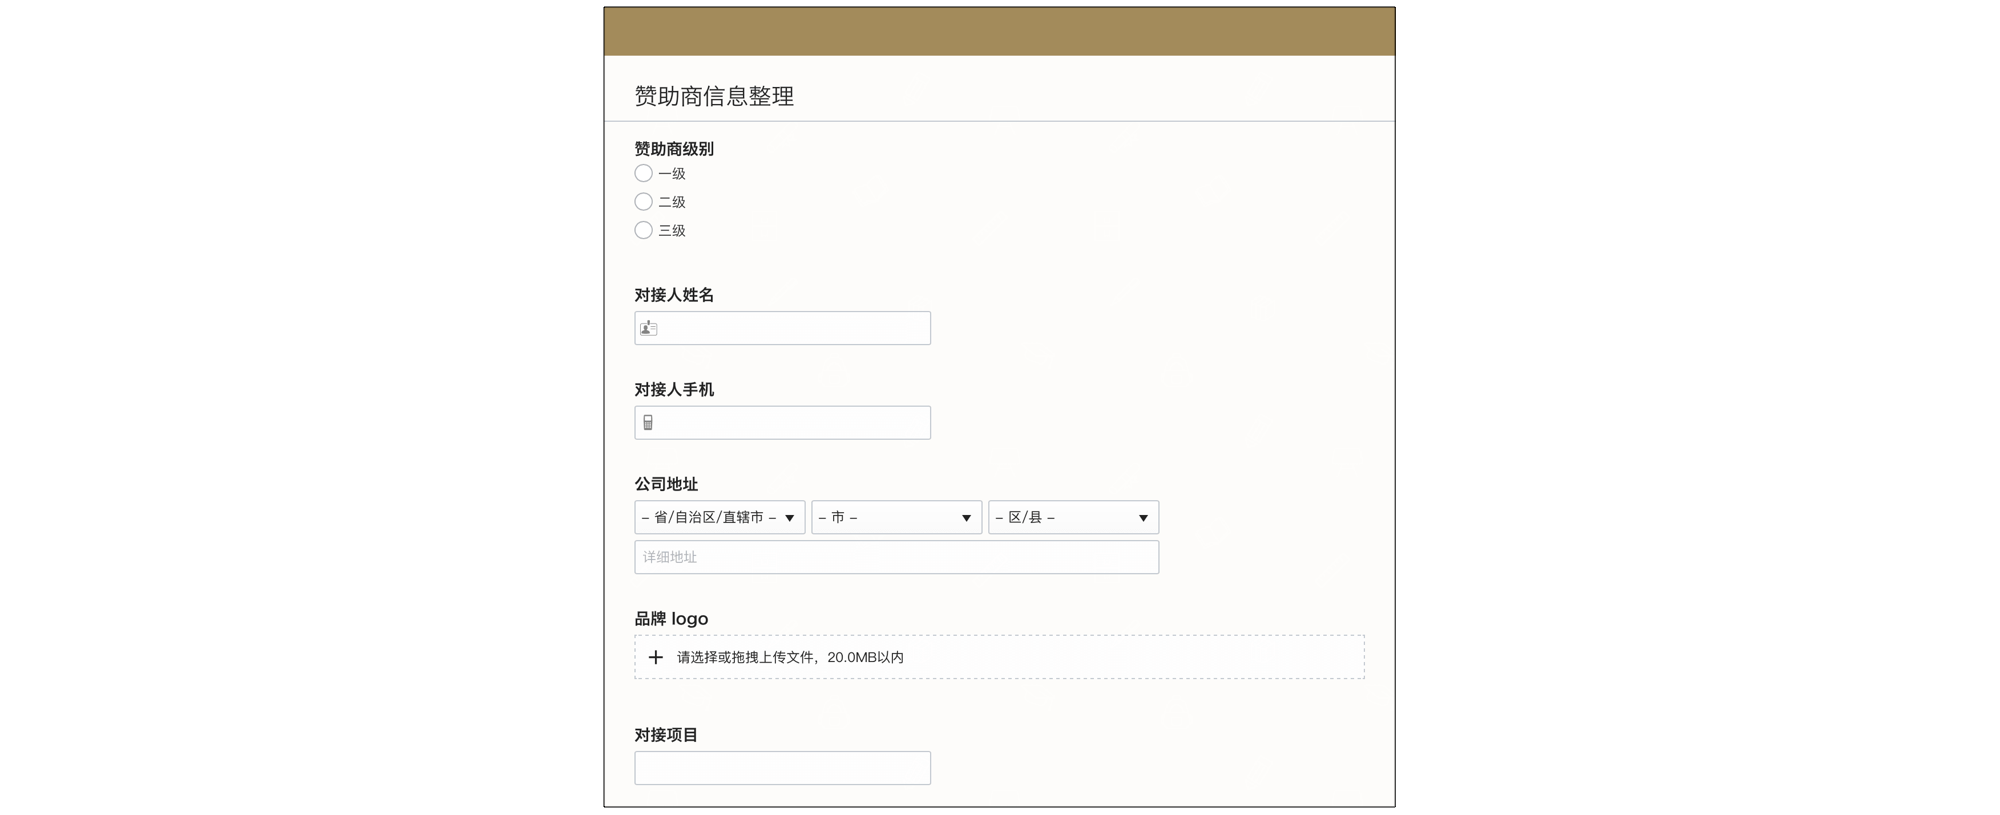 赞助商信息整理
赞助商级别
一级
二级
三级
对接人姓名
对接人手机
公司地址
– 省/自治区/直辖市 – – 市 – – 区/县 –
详细地址
品牌 logo
请选择或拖拽上传文件，20.0MB以内
对接项目